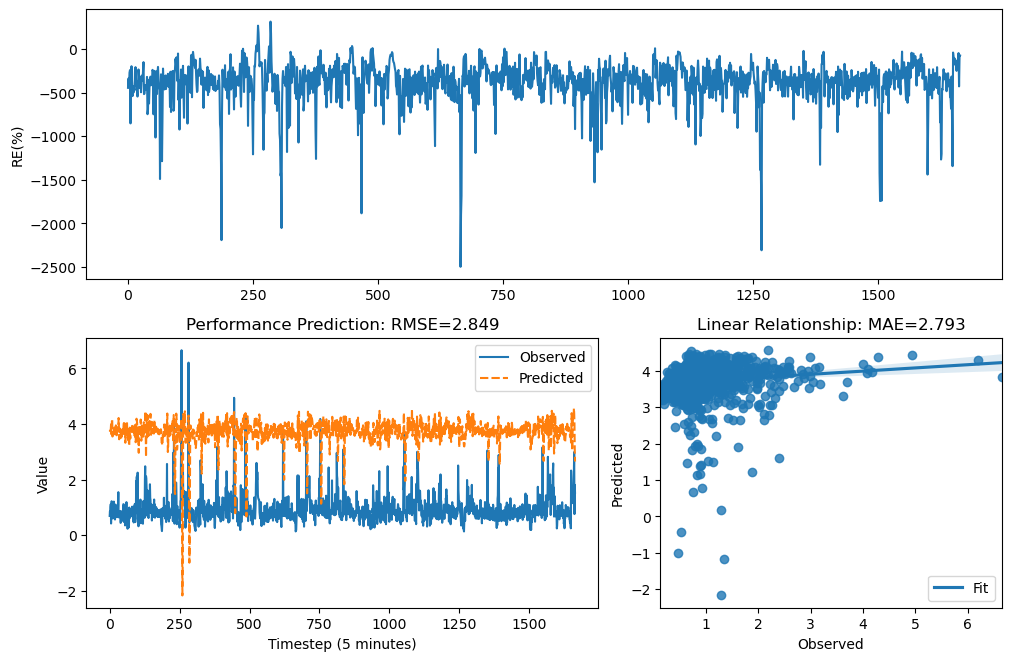 0
−500
−1000
−1500
−2000
−2500
RE(%)
0 250 500 750 1000 1250 1500
Performance Prediction: RMSE=2.849
Observed
Predicted
6
4
2
0
−2
Value
0 250 500 750 1000 1250 1500
Timestep (5 minutes)
Linear Relationship: MAE=2.793
4
3
2
1
0
−1
−2
Predicted
Fit
1 2 3 4 5 6
Observed